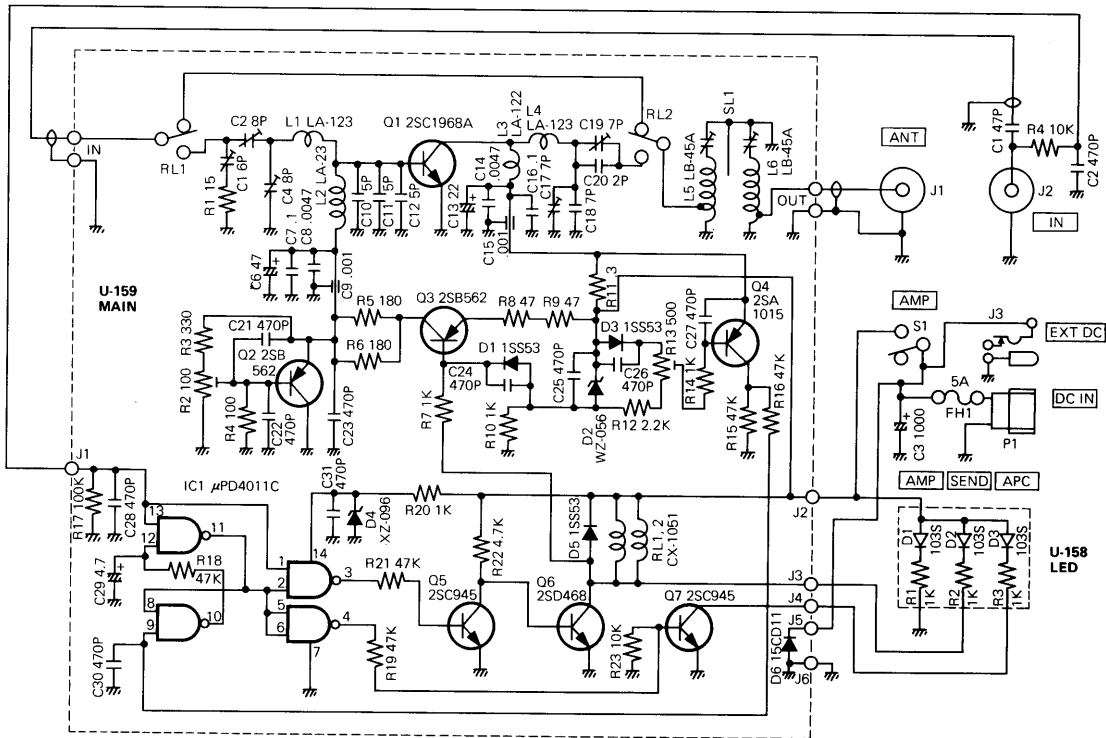 IN
RL1
C2 8P
C1 6P
R1 15
C4 8P
L1 LA-123
L2 LA-23
Q1 2SC1968A
C10 5P
C11 5P
C12 5P
C13 22
C14 .0047
L3 LA-122
L4 LA-123
C15 .001
C16 .1
C17 7P
C18 7P
C19 7P
C20 2P
RL2
SL1
L5 LB-45A
L6 LB-45A
OUT
ANT
J1
C1 47P
R4 10K
C2 470P
J2
IN
U-159
MAIN
C6 47
+
C7 .1
C8 .0047
C9 .001
+
R3 330
R2 100
C21 470P
Q2 2SB
562
R4 100
C22 470P
R5 180
R6 180
C23 470P
Q3 2SB562
R8 47
R9 47
D1 1SS53
C24 470P
R7 1K
R10 1K
C25 470P
D2
WZ-056
R11 .3
D3 1SS53
C26 470P
R13 500
R12 2.2K
C27 470P
R14 1K
Q4
2SA
1015
R15 47K
R16 47K
AMP
S1
J3
EXT DC
5A
FH1
DC IN
P1
C3 1000
+
J1
R17 100K
C28 470P
IC1 μPD4011C
13
12
11
C29 4.7
+
R18
47K
8
9
10
C30 470P
1
2
14
3
5
6
4
7
C31 470P
D4
XZ-096
R20 1K
R21 47K
R19 47K
R22 4.7K
Q5
2SC945
D5 1SS53
RL1, 2
CX-1051
Q6
2SD468
Q7 2SC945
R23 10K
J2
J3
J4
J5
J6
D6 15CD11
AMP
SEND
APC
D1 103S
D2 103S
D3 103S
R1 1K
R2 1K
R3 1K
U-158
LED